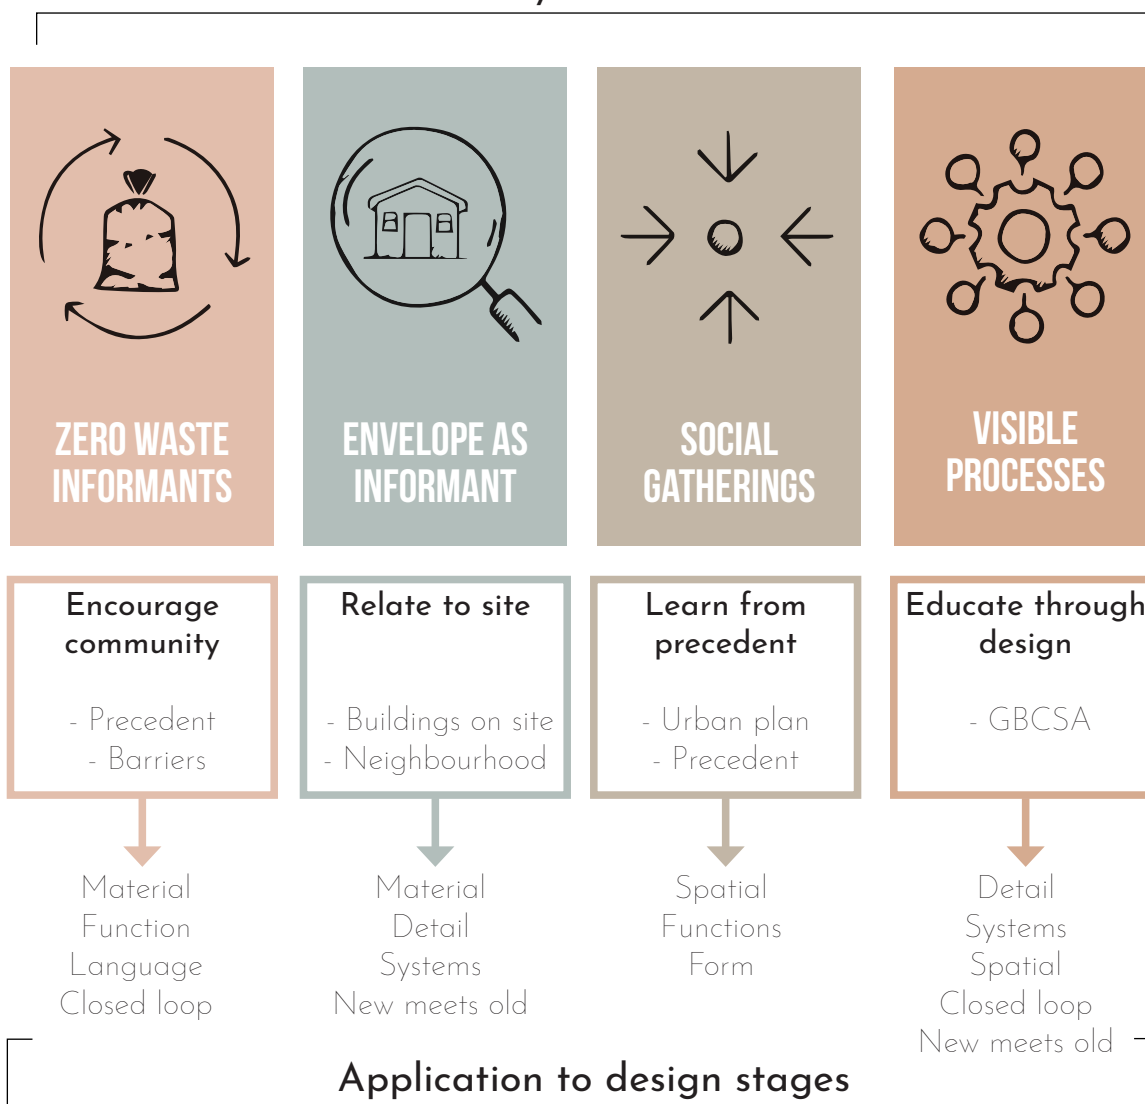 ZERO WASTE
INFORMANTS
ENVELOPE AS
INFORMANT
SOCIAL
GATHERINGS
VISIBLE
PROCESSES
Encourage
community
- Precedent
- Barriers
Relate to site
- Buildings on site
- Neighbourhood
Learn from
precedent
- Urban plan
- Precedent
Educate through
design
- GBCSA
Material
Function
Language
Closed loop
Material
Detail
Systems
New meets old
Spatial
Functions
Form
Detail
Systems
Spatial
Closed loop
New meets old
Application to design stages